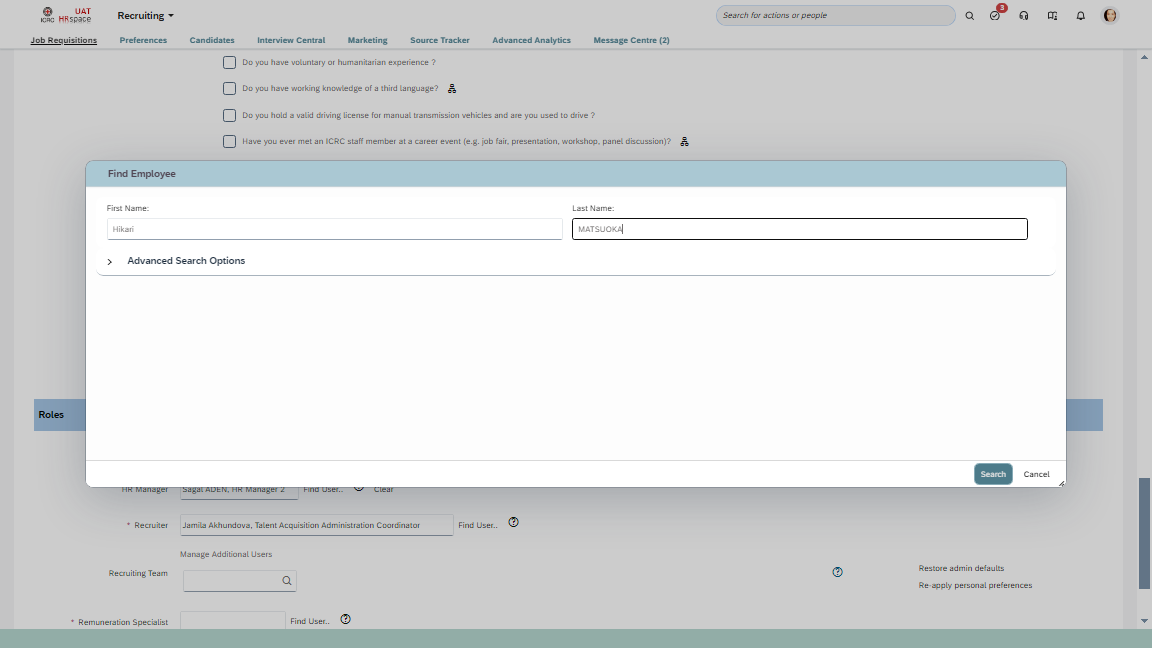 ICRC UAT HRspace
Recruiting
Search for actions or people
3
Job Requisitions Preferences Candidates Interview Central Marketing Source Tracker Advanced Analytics Message Centre (2)
Do you have voluntary or humanitarian experience ?
Do you have working knowledge of a third language?
Do you hold a valid driving license for manual transmission vehicles and are you used to drive ?
Have you ever met an ICRC staff member at a career event (e.g. job fair, presentation, workshop, panel discussion)?
Find Employee
First Name: Last Name:
Hikari MATSUOKA
Advanced Search Options
Roles
Search Cancel
HR Manager Sagal ADEN, HR Manager 2 Find User.. Clear
* Recruiter Jamila Akhundova, Talent Acquisition Administration Coordinator Find User..
Manage Additional Users
Recruiting Team
Restore admin defaults
Re-apply personal preferences
* Remuneration Specialist Find User..